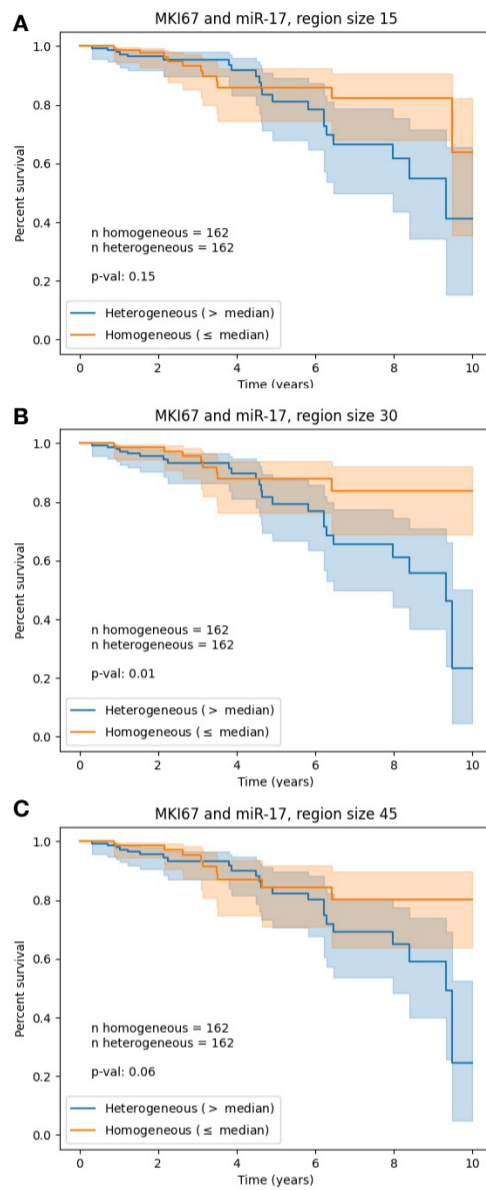 A
MKI67 and miR-17, region size 15
Percent survival
1.0
0.8
0.6
0.4
0.2
0.0
n homogeneous = 162
n heterogeneous = 162
p-val: 0.15
Heterogeneous (> median)
Homogeneous (≤ median)
0 2 4 6 8 10
Time (years)
B
MKI67 and miR-17, region size 30
Percent survival
1.0
0.8
0.6
0.4
0.2
0.0
n homogeneous = 162
n heterogeneous = 162
p-val: 0.01
Heterogeneous (> median)
Homogeneous (≤ median)
0 2 4 6 8 10
Time (years)
C
MKI67 and miR-17, region size 45
Percent survival
1.0
0.8
0.6
0.4
0.2
0.0
n homogeneous = 162
n heterogeneous = 162
p-val: 0.06
Heterogeneous (> median)
Homogeneous (≤ median)
0 2 4 6 8 10
Time (years)